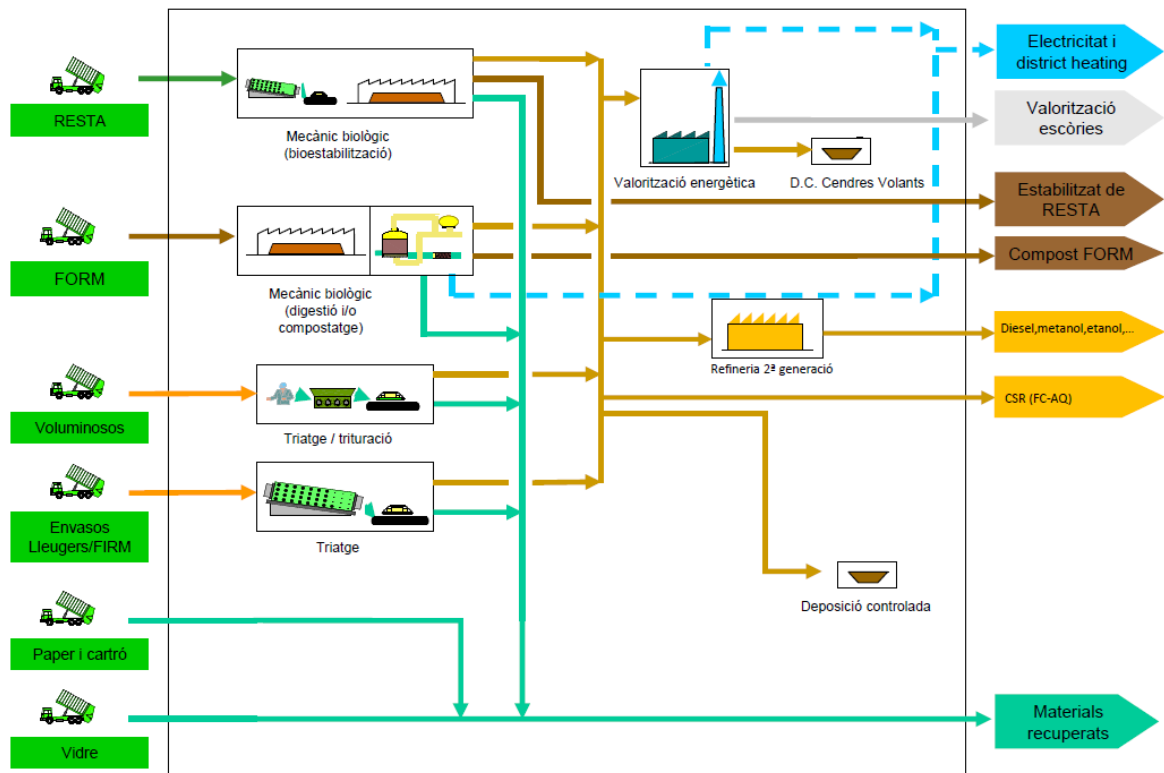 RESTA
FORM
Voluminosos
Envasos
Lleugers/FIRM
Paper i cartró
Vidre
Mecànic biològic
(bioestabilització)
Mecànic biològic
(digestió i/o
compostatge)
Triatge / trituració
Triatge
Valorització energètica
D.C. Cendres Volants
Refineria 2ª generació
Deposició controlada
Electricitat i
district heating
Valorització
escòries
Estabilitzat de
RESTA
Compost FORM
Diesel,metanol,etanol,...
CSR (FC-AQ)
Materials
recuperats